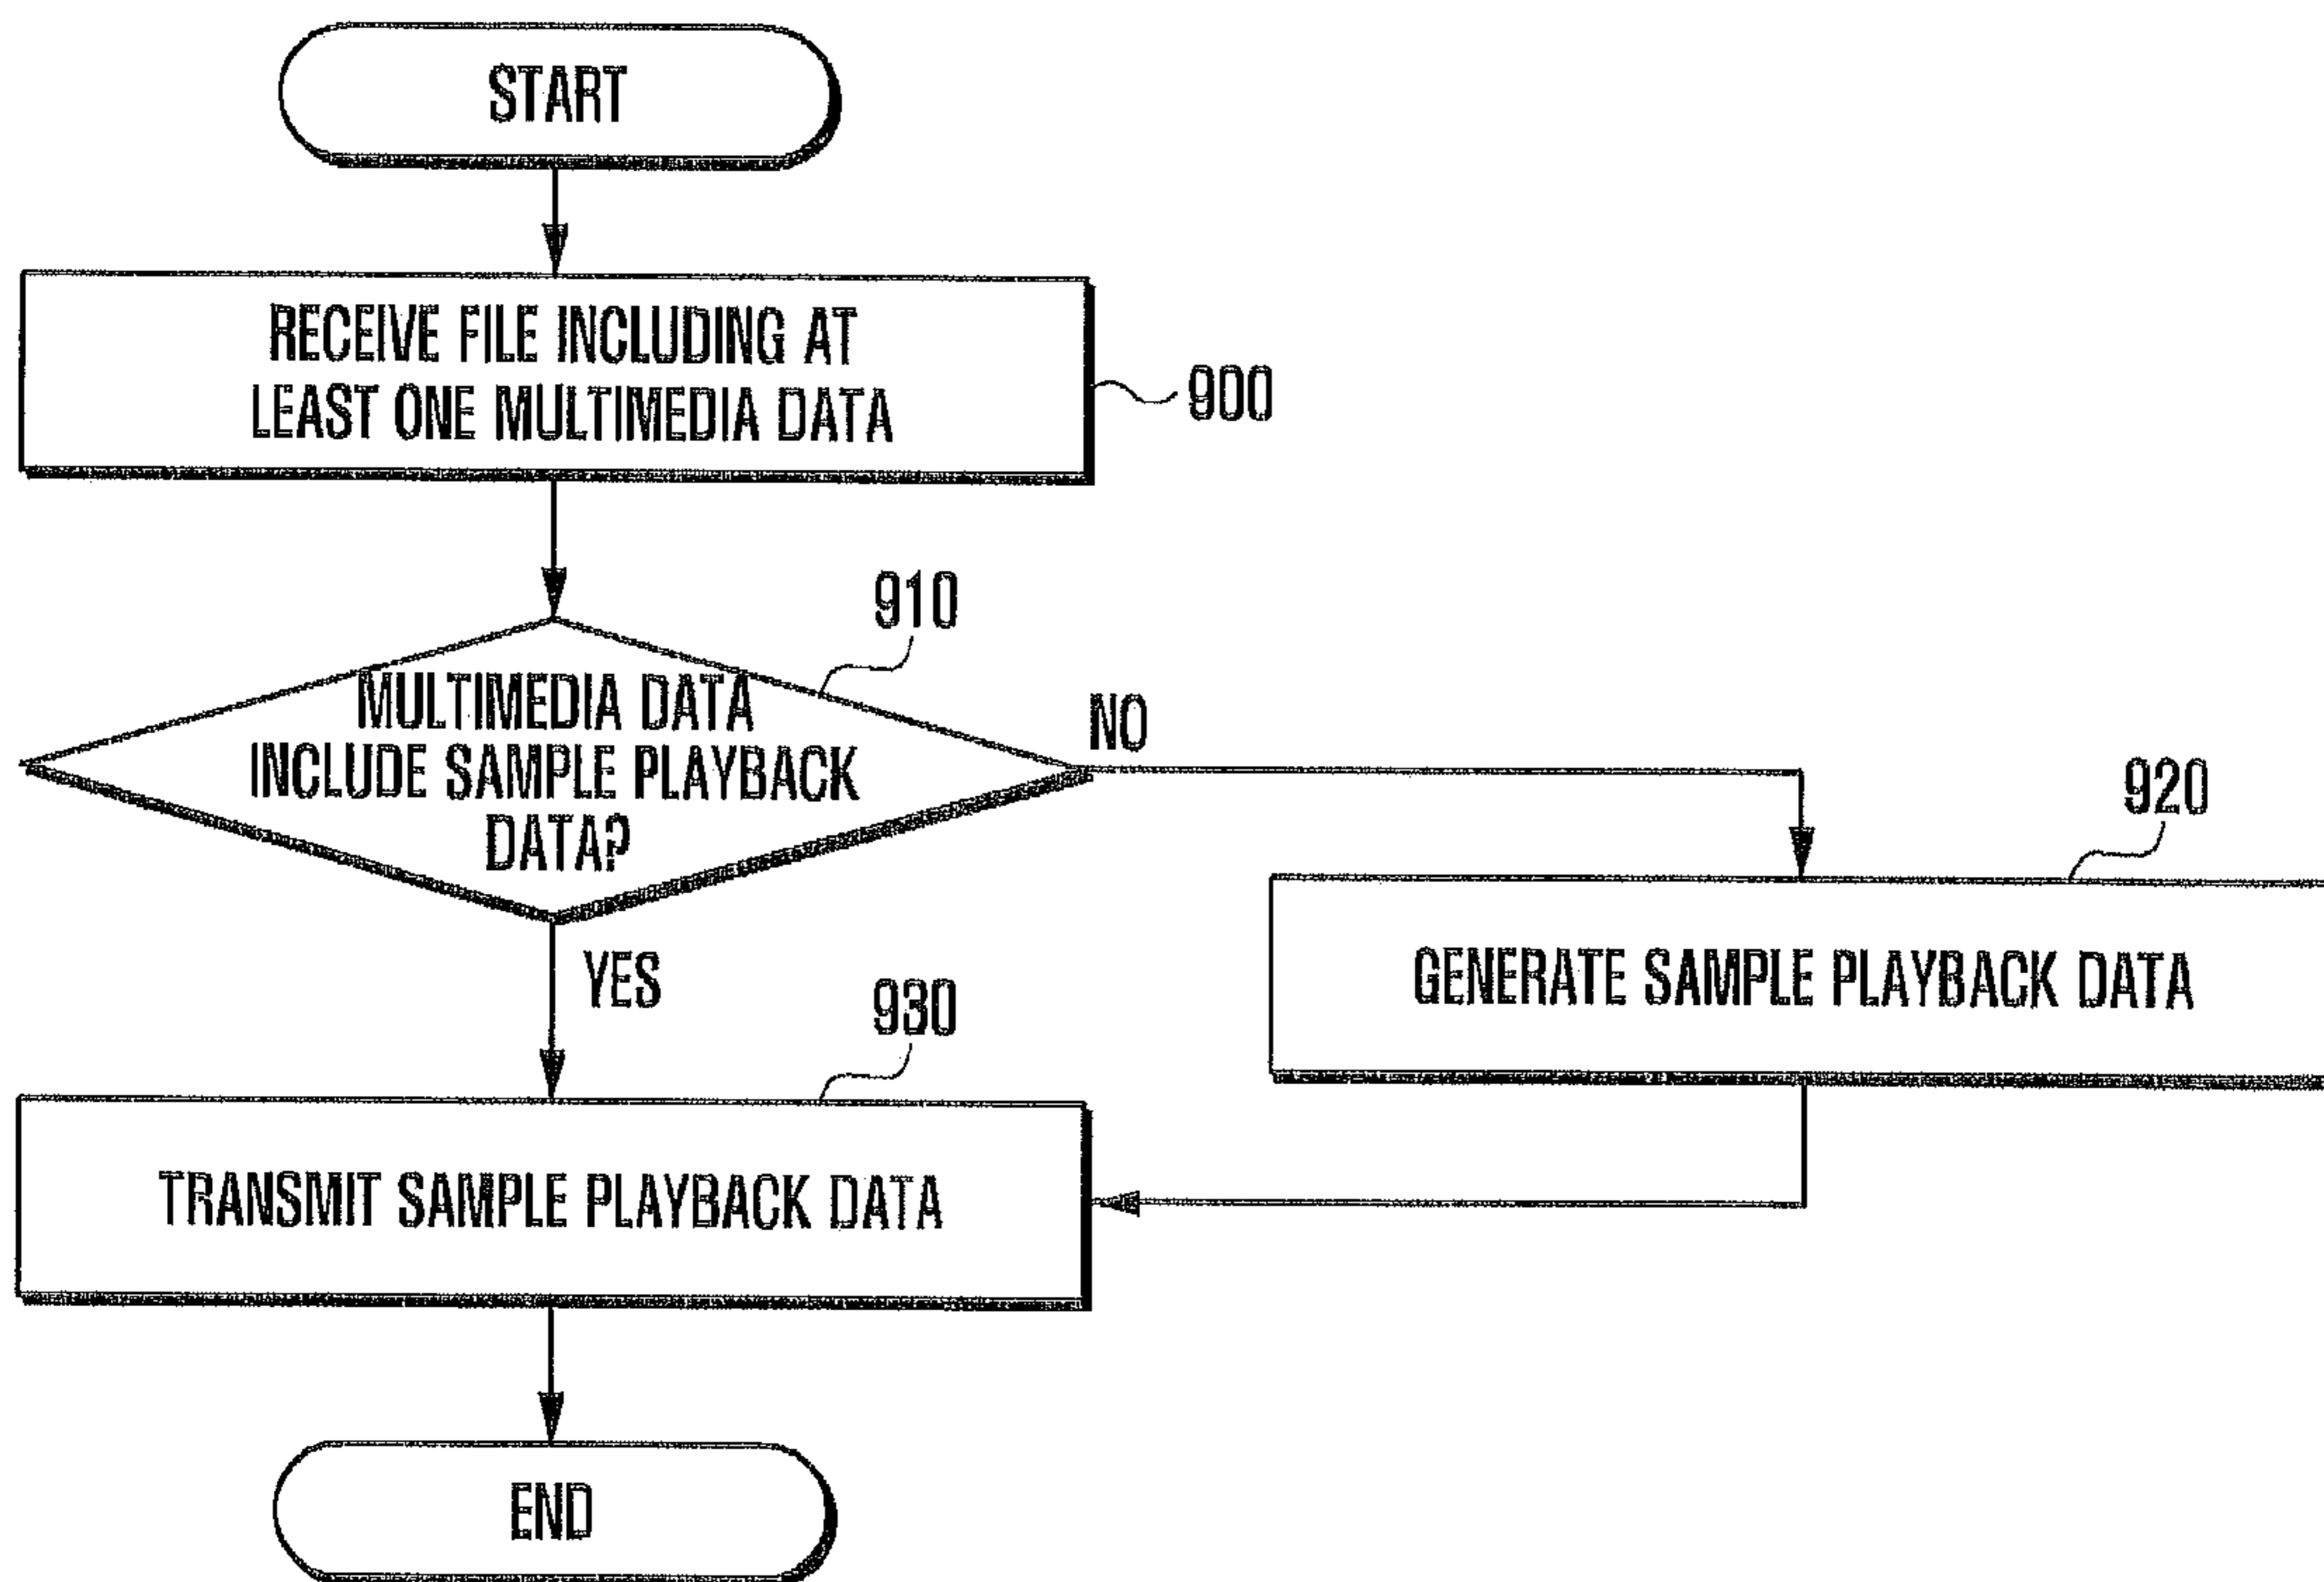 START
RECEIVE FILE INCLUDING AT
LEAST ONE MULTIMEDIA DATA
900
910
MULTIMEDIA DATA
INCLUDE SAMPLE PLAYBACK
DATA?
NO
920
GENERATE SAMPLE PLAYBACK DATA
YES
930
TRANSMIT SAMPLE PLAYBACK DATA
END